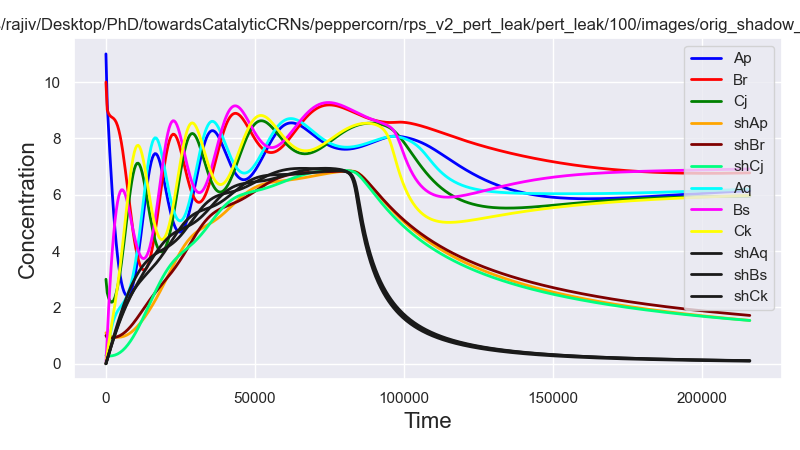 /rajiv/Desktop/PhD/towardsCatalyticCRNs/peppercorn/rps_v2_pert_leak/pert_leak/100/images/orig_shadow_
Concentration
10
8
6
4
2
0
0
50000
100000
150000
200000
Time
Ap
Br
Cj
shAp
shBr
shCj
Aq
Bs
Ck
shAq
shBs
shCk